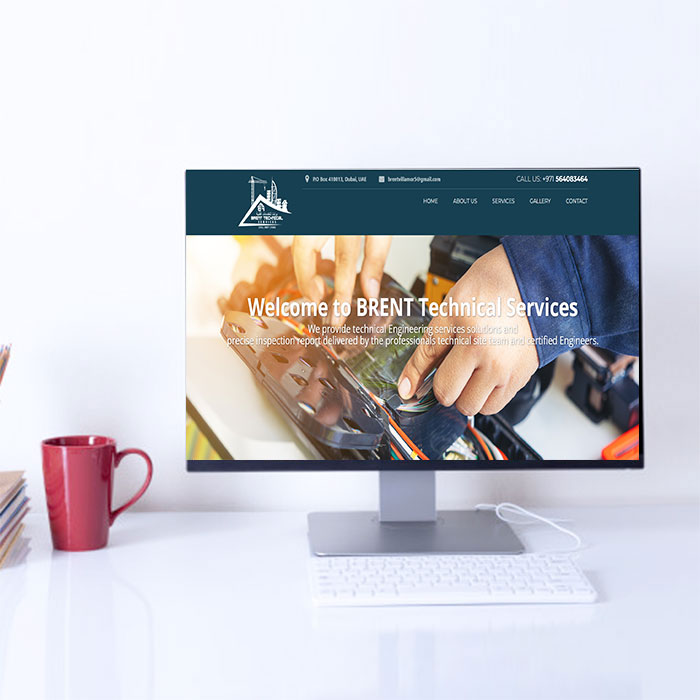 P.O Box 418013, Dubai, UAE
brentvillamor5@gmail.com
CALL US: +971 564083464
HOME ABOUT US SERVICES GALLERY CONTACT
BRENT TECHNICAL
SERVICES
Welcome to BRENT Technical Services
We provide technical Engineering services solutions and
precise inspection report delivered by the professionals technical site team and certified Engineers.